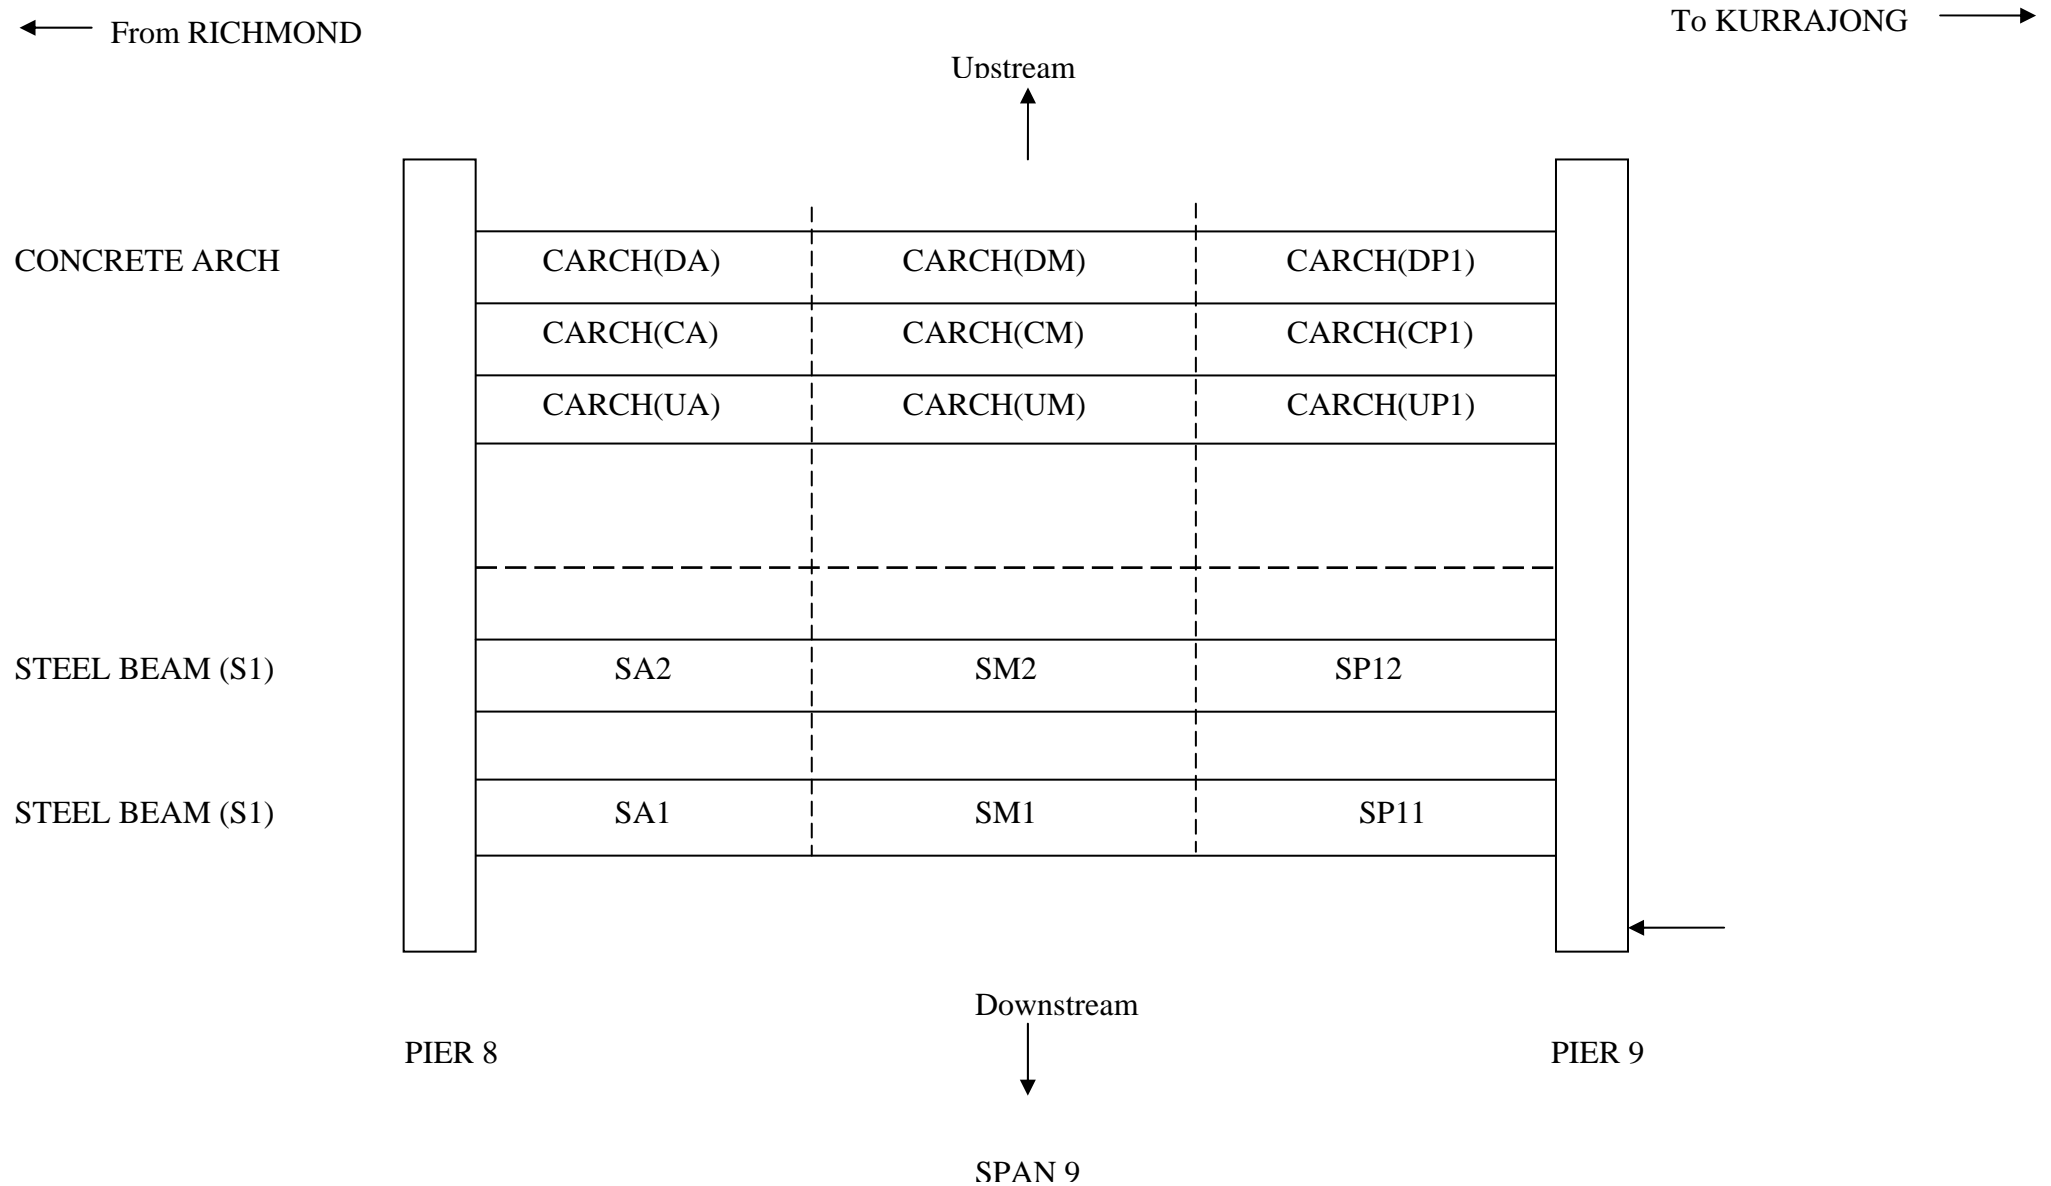 From RICHMOND
To KURRAJONG
Upstream
CONCRETE ARCH CARCH(DA) CARCH(DM) CARCH(DP1)
CARCH(CA) CARCH(CM) CARCH(CP1)
CARCH(UA) CARCH(UM) CARCH(UP1)
STEEL BEAM (S1) SA2 SM2 SP12
STEEL BEAM (S1) SA1 SM1 SP11
Downstream
PIER 8 PIER 9
SPAN 9